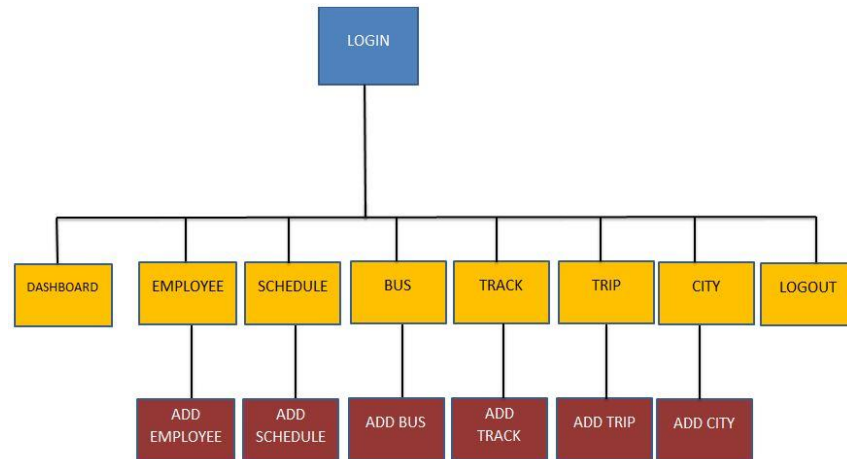 LOGIN
DASHBOARD
EMPLOYEE
SCHEDULE
BUS
TRACK
TRIP
CITY
LOGOUT
ADD
EMPLOYEE
ADD
SCHEDULE
ADD BUS
ADD
TRACK
ADD TRIP
ADD CITY